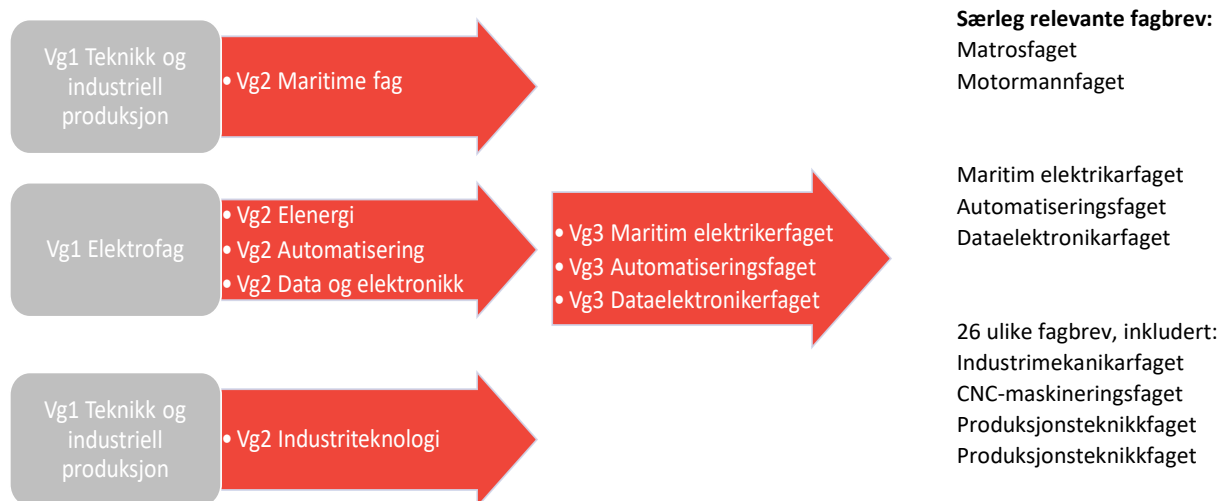 Særleg relevante fagbrev:
Vg1 Teknikk og
industriell
produksjon
• Vg2 Maritime fag
Matrosfaget
Motormannfaget
Vg1 Elektrofag
• Vg2 Elenergi
• Vg2 Automatisering
• Vg2 Data og elektronikk
• Vg3 Maritim elektrikerfaget
• Vg3 Automatiseringsfaget
• Vg3 Dataelektronikerfaget
Maritim elektrikarfaget
Automatiseringsfaget
Dataelektronikarfaget
Vg1 Teknikk og
industriell
produksjon
• Vg2 Industriteknologi
26 ulike fagbrev, inkludert:
Industrimekanikarfaget
CNC-maskineringsfaget
Produksjonsteknikkfaget
Produksjonsteknikkfaget